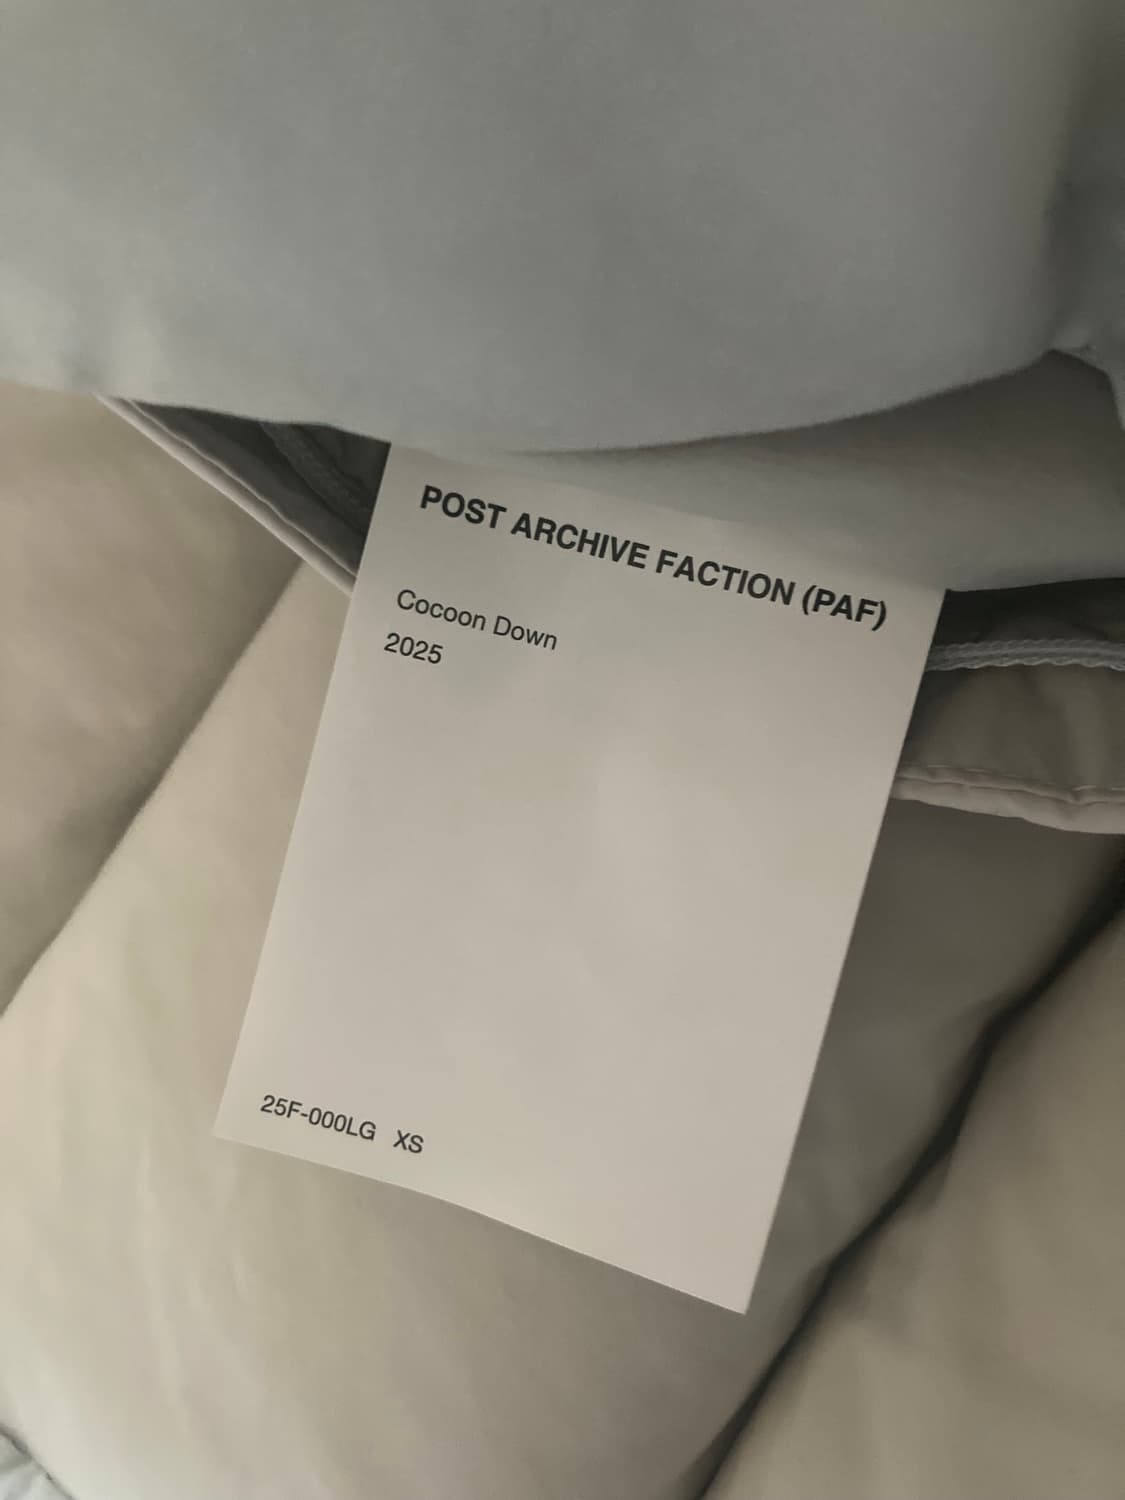 POST ARCHIVE FACTION (PAF)
Cocoon Down
2025
25F-000LG XS